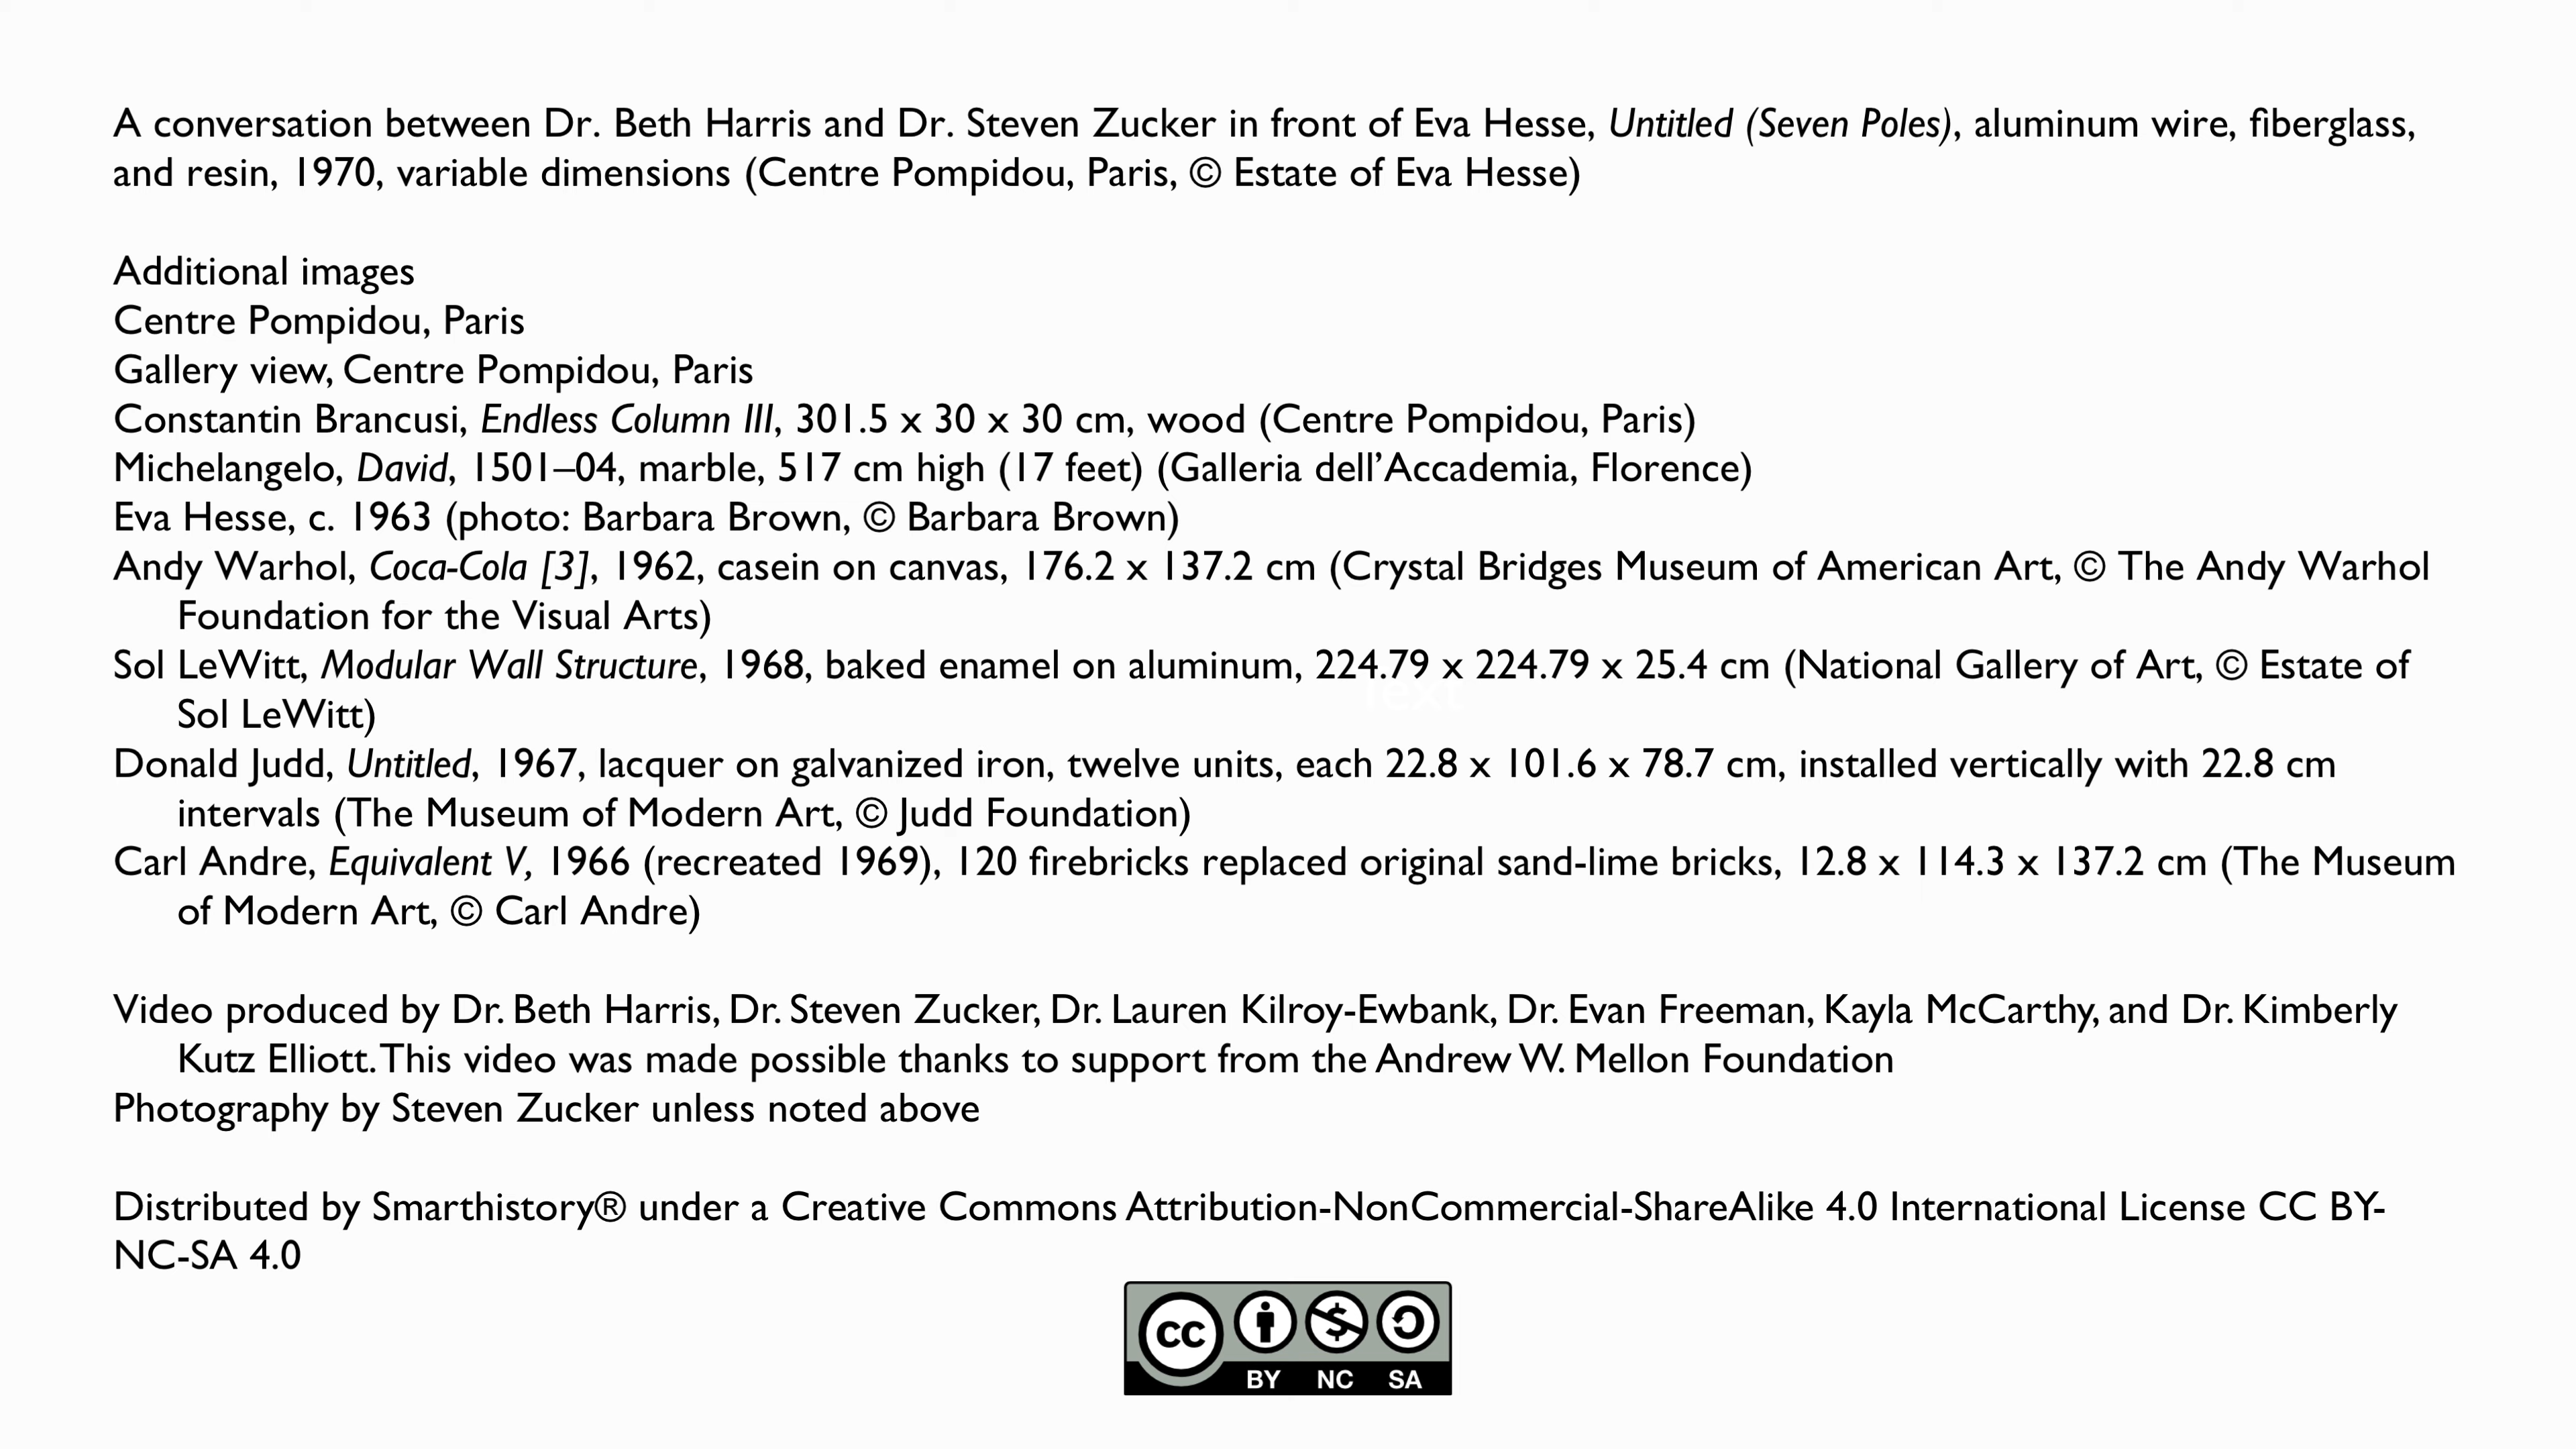 A conversation between Dr. Beth Harris and Dr. Steven Zucker in front of Eva Hesse, Untitled (Seven Poles), aluminum wire, fiberglass,
and resin, 1970, variable dimensions (Centre Pompidou, Paris, © Estate of Eva Hesse)
Additional images
Centre Pompidou, Paris
Gallery view, Centre Pompidou, Paris
Constantin Brancusi, Endless Column III, 301.5 x 30 x 30 cm, wood (Centre Pompidou, Paris)
Michelangelo, David, 1501–04, marble, 517 cm high (17 feet) (Galleria dell’Accademia, Florence)
Eva Hesse, c. 1963 (photo: Barbara Brown, © Barbara Brown)
Andy Warhol, Coca-Cola [3], 1962, casein on canvas, 176.2 x 137.2 cm (Crystal Bridges Museum of American Art, © The Andy Warhol
Foundation for the Visual Arts)
Sol LeWitt, Modular Wall Structure, 1968, baked enamel on aluminum, 224.79 x 224.79 x 25.4 cm (National Gallery of Art, © Estate of
Text
Sol LeWitt)
Donald Judd, Untitled, 1967, lacquer on galvanized iron, twelve units, each 22.8 x 101.6 x 78.7 cm, installed vertically with 22.8 cm
intervals (The Museum of Modern Art, © Judd Foundation)
Carl Andre, Equivalent V, 1966 (recreated 1969), 120 firebricks replaced original sand-lime bricks, 12.8 x 114.3 x 137.2 cm (The Museum
of Modern Art, © Carl Andre)
Video produced by Dr. Beth Harris, Dr. Steven Zucker, Dr. Lauren Kilroy-Ewbank, Dr. Evan Freeman, Kayla McCarthy, and Dr. Kimberly
Kutz Elliott. This video was made possible thanks to support from the Andrew W. Mellon Foundation
Photography by Steven Zucker unless noted above
Distributed by Smarthistory® under a Creative Commons Attribution-NonCommercial-ShareAlike 4.0 International License CC BY-
NC-SA 4.0
cc
BY NC SA